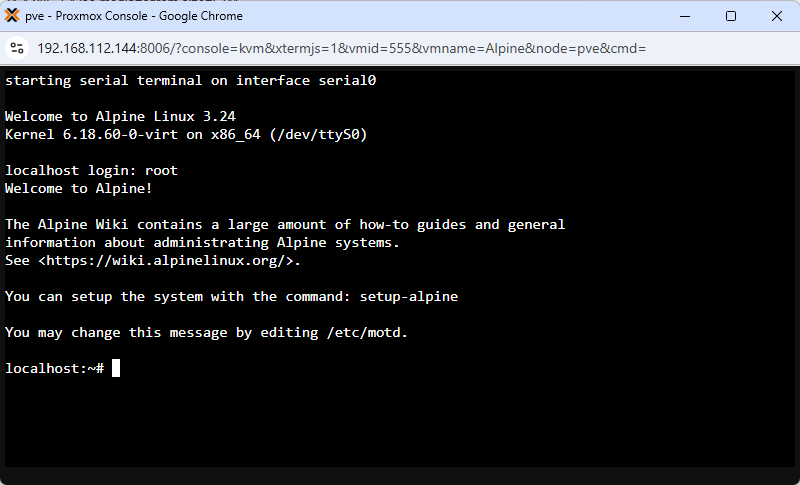 pve - Proxmox Console - Google Chrome
192.168.112.144:8006/?console=kvm&xtermjs=1&vmid=555&vmname=Alpine&node=pve&cmd=
starting serial terminal on interface serial0
Welcome to Alpine Linux 3.24
Kernel 6.18.60-0-virt on x86_64 (/dev/ttyS0)
localhost login: root
Welcome to Alpine!
The Alpine Wiki contains a large amount of how-to guides and general
information about administrating Alpine systems.
See <https://wiki.alpinelinux.org/>.
You can setup the system with the command: setup-alpine
You may change this message by editing /etc/motd.
localhost:~#